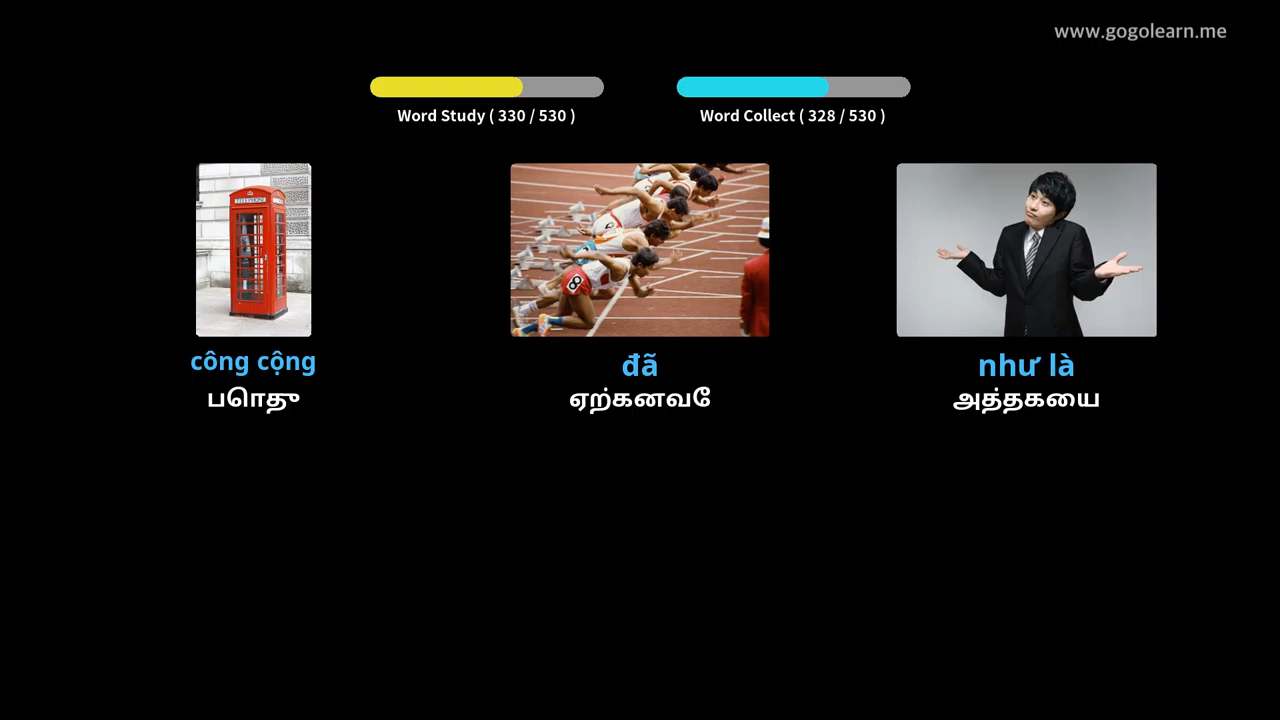 www.gogolearn.me
Word Study ( 330 / 530 )
Word Collect ( 328 / 530 )
công cộng
பொது
đã
ஏற்கனவே
như là
அத்தகைய